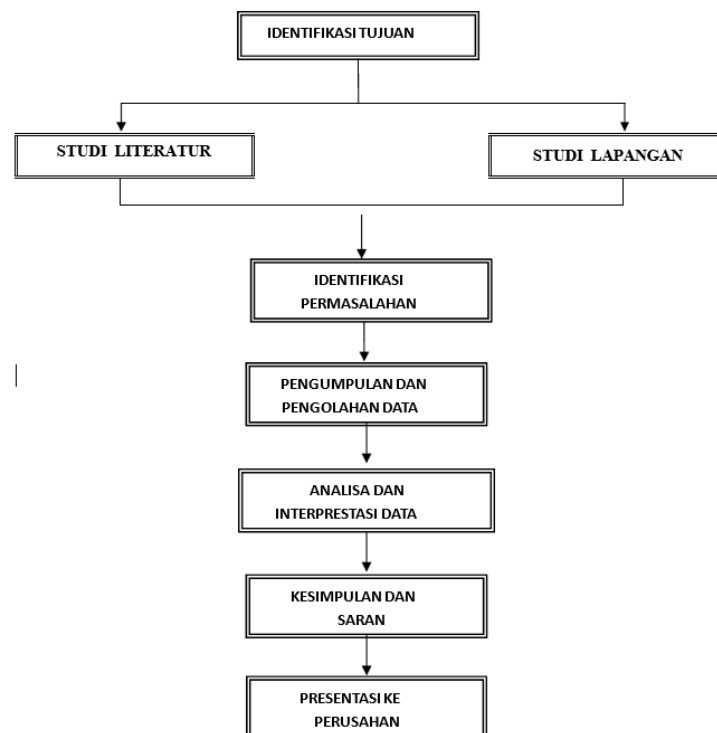 IDENTIFIKASI TUJUAN
STUDI LITERATUR
STUDI LAPANGAN
IDENTIFIKASI
PERMASALAHAN
PENGUMPULAN DAN
PENGOLAHAN DATA
ANALISA DAN
INTERPRESTASI DATA
KESIMPULAN DAN
SARAN
PRESENTASI KE
PERUSAHAN